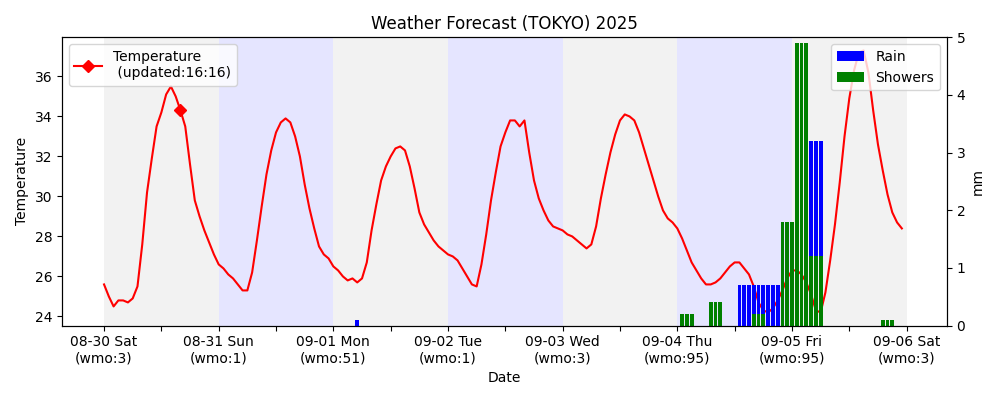 Weather Forecast (TOKYO) 2025
Temperature
(updated:16:16)
Rain
Showers
Temperature
36
34
32
30
28
26
24
5
4
3
2
1
0
mm
08-30 Sat
(wmo:3)
08-31 Sun
(wmo:1)
09-01 Mon
(wmo:51)
09-02 Tue
(wmo:1)
09-03 Wed
(wmo:3)
09-04 Thu
(wmo:95)
09-05 Fri
(wmo:95)
09-06 Sat
(wmo:3)
Date